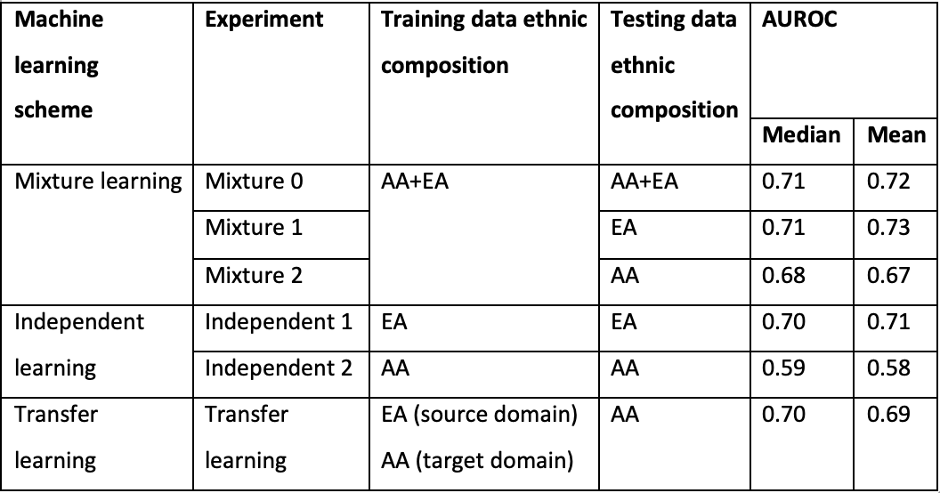 Machine learning scheme Experiment Training data ethnic composition Testing data ethnic composition AUROC
Median Mean
Mixture learning Mixture 0 AA+EA AA+EA 0.71 0.72
Mixture 1 EA 0.71 0.73
Mixture 2 AA 0.68 0.67
Independent learning Independent 1 EA EA 0.70 0.71
Independent 2 AA AA 0.59 0.58
Transfer learning Transfer learning EA (source domain) AA (target domain) AA 0.70 0.69